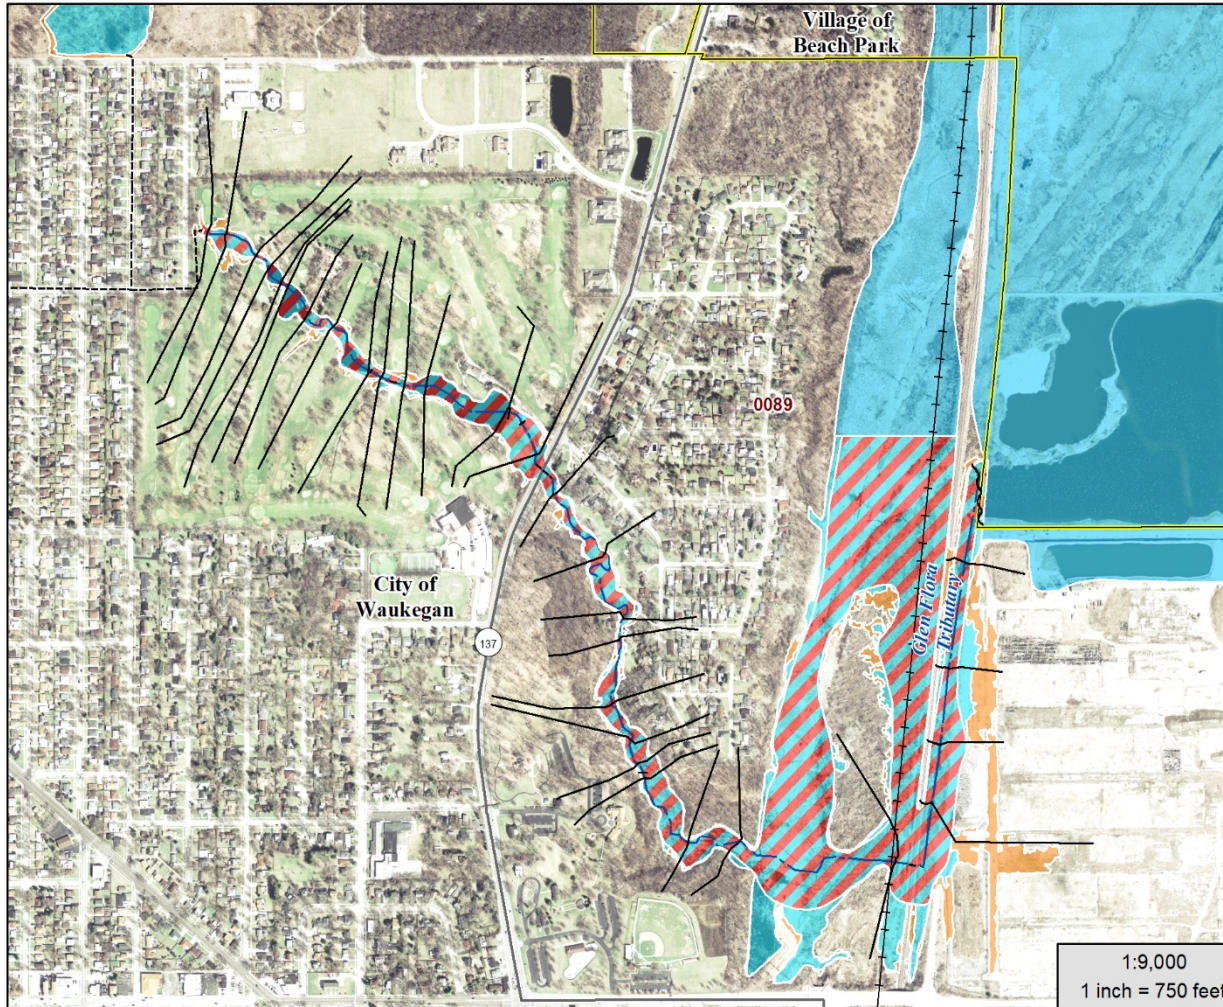 Village of
Beach Park
0089
City of
Waukegan
137
Glen Flora
Tributary
1:9,000
1 inch = 750 feet